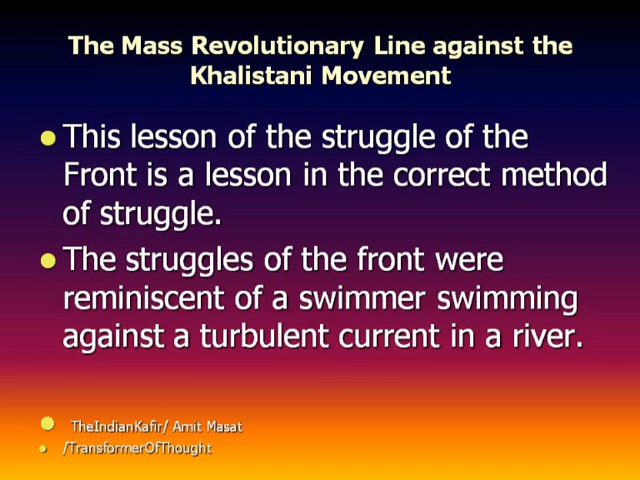 The Mass Revolutionary Line against the
Khalistani Movement
This lesson of the struggle of the
Front is a lesson in the correct method
of struggle.
The struggles of the front were
reminiscent of a swimmer swimming
against a turbulent current in a river.
TheIndianKafir/ Amit Masat
/TransformerOfThought